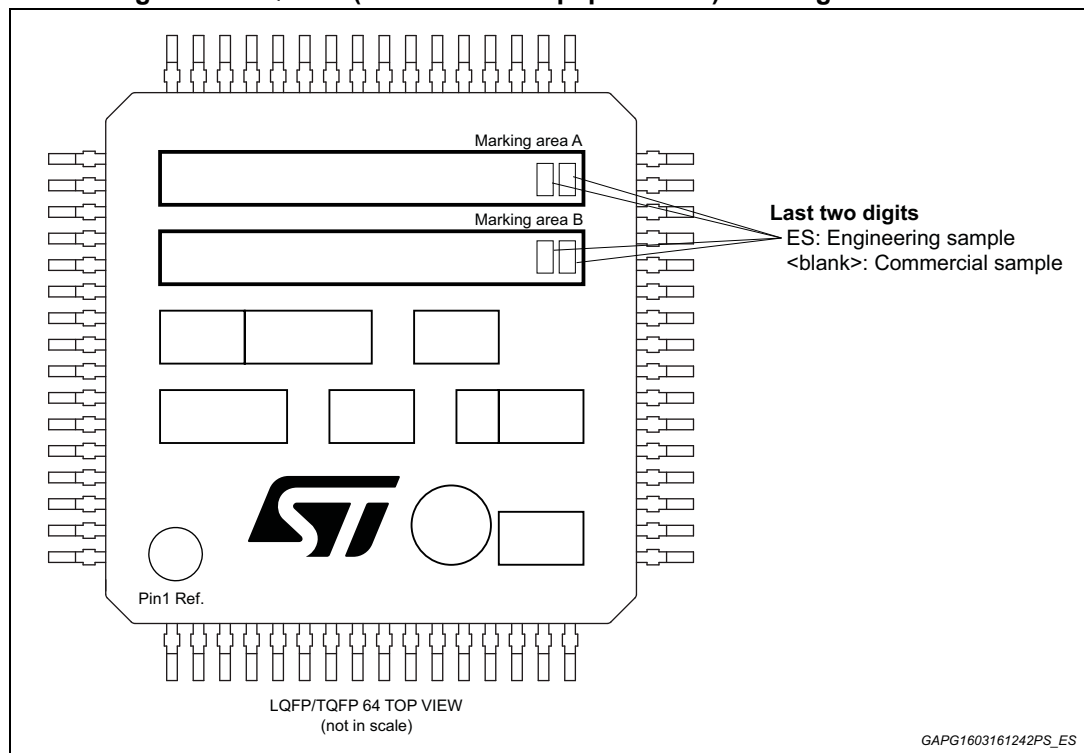 Marking area A
Marking area B
Last two digits
ES: Engineering sample
<blank>: Commercial sample
ST
Pin1 Ref.
LQFP/TQFP 64 TOP VIEW
(not in scale)
GAPG1603161242PS_ES